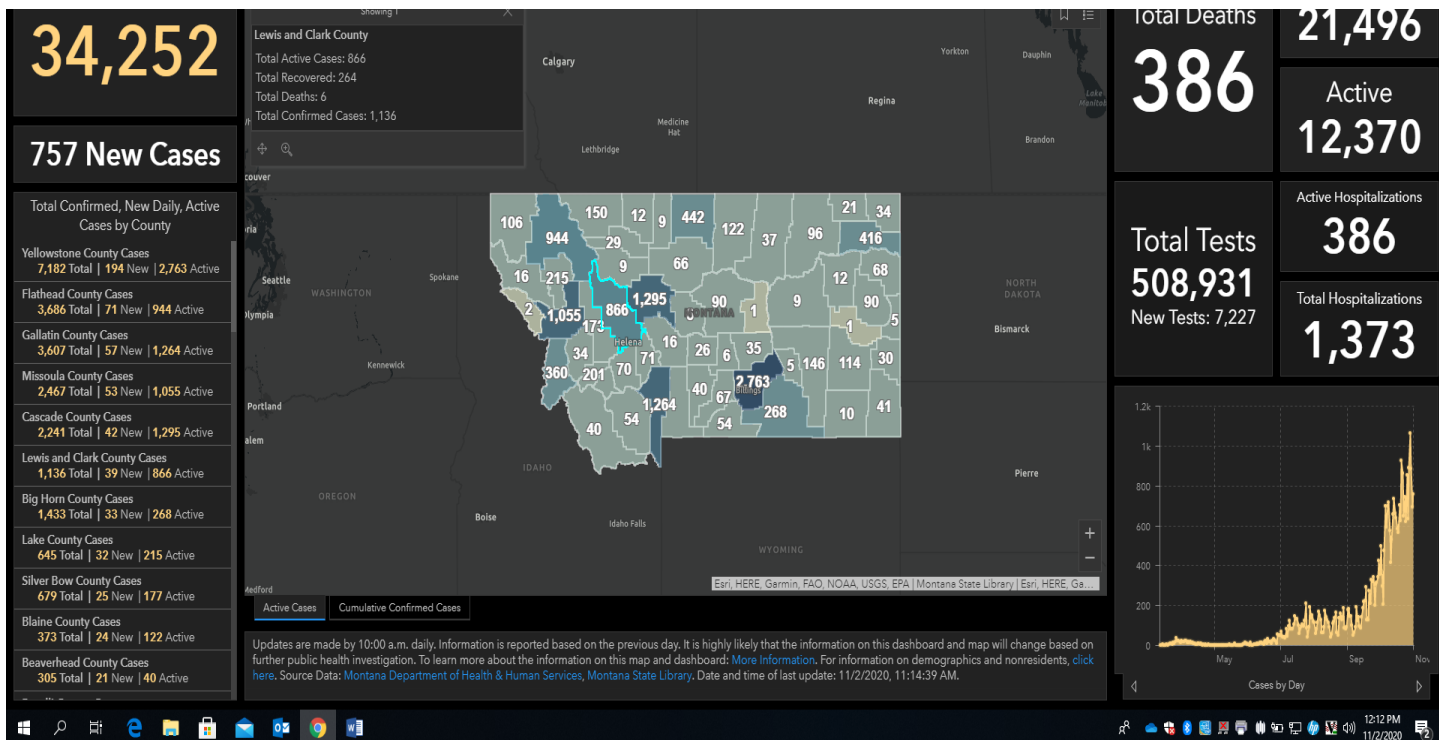 34,252
757 New Cases
Total Confirmed, New Daily, Active
Cases by County
Yellowstone County Cases
7,182 Total | 194 New | 2,763 Active
Flathead County Cases
3,686 Total | 71 New | 944 Active
Gallatin County Cases
3,607 Total | 57 New | 1,264 Active
Missoula County Cases
2,467 Total | 53 New | 1,055 Active
Cascade County Cases
2,241 Total | 42 New | 1,295 Active
Lewis and Clark County Cases
1,136 Total | 39 New | 866 Active
Big Horn County Cases
1,433 Total | 33 New | 268 Active
Lake County Cases
645 Total | 32 New | 215 Active
Silver Bow County Cases
679 Total | 25 New | 177 Active
Blaine County Cases
373 Total | 24 New | 122 Active
Beaverhead County Cases
305 Total | 21 New | 40 Active
Showing 1
Lewis and Clark County
Total Active Cases: 866
Total Recovered: 264
Total Deaths: 6
Total Confirmed Cases: 1,136
Calgary
Yorkton
Dauphin
Regina
Lake
Medicine
Hat
Brandon
Lethbridge
couver
106
150
12
9
442
122
37
96
21
34
944
29
416
16
215
9
66
12
68
Seattle
WASHINGTON
Spokane
NORTH
DAKOTA
2
1,055
866
1,295
90
MONTANA
1
9
90
5
Olympia
173
1
Bismarck
Helena
16
34
71
26
6
35
5
146
114
30
Kennewick
360
201
70
2,763
Billings
40
67
Portland
1,264
54
268
10
41
40
54
alem
IDAHO
Pierre
OREGON
Boise
Idaho Falls
WYOMING
Medford
Esri, HERE, Garmin, FAO, NOAA, USGS, EPA | Montana State Library | Esri, HERE, Ga...
Active Cases
Cumulative Confirmed Cases
Updates are made by 10:00 a.m. daily. Information is reported based on the previous day. It is highly likely that the information on this dashboard and map will change based on
further public health investigation. To learn more about the information on this map and dashboard: More Information. For information on demographics and nonresidents, click
here. Source Data: Montana Department of Health & Human Services, Montana State Library. Date and time of last update: 11/2/2020, 11:14:39 AM.
Total Deaths
386
21,496
Active
12,370
Total Tests
508,931
New Tests: 7,227
Active Hospitalizations
386
Total Hospitalizations
1,373
1.2k
1k
800
600
400
200
0
May
Jul
Sep
Nov
Cases by Day
12:12 PM
11/2/2020